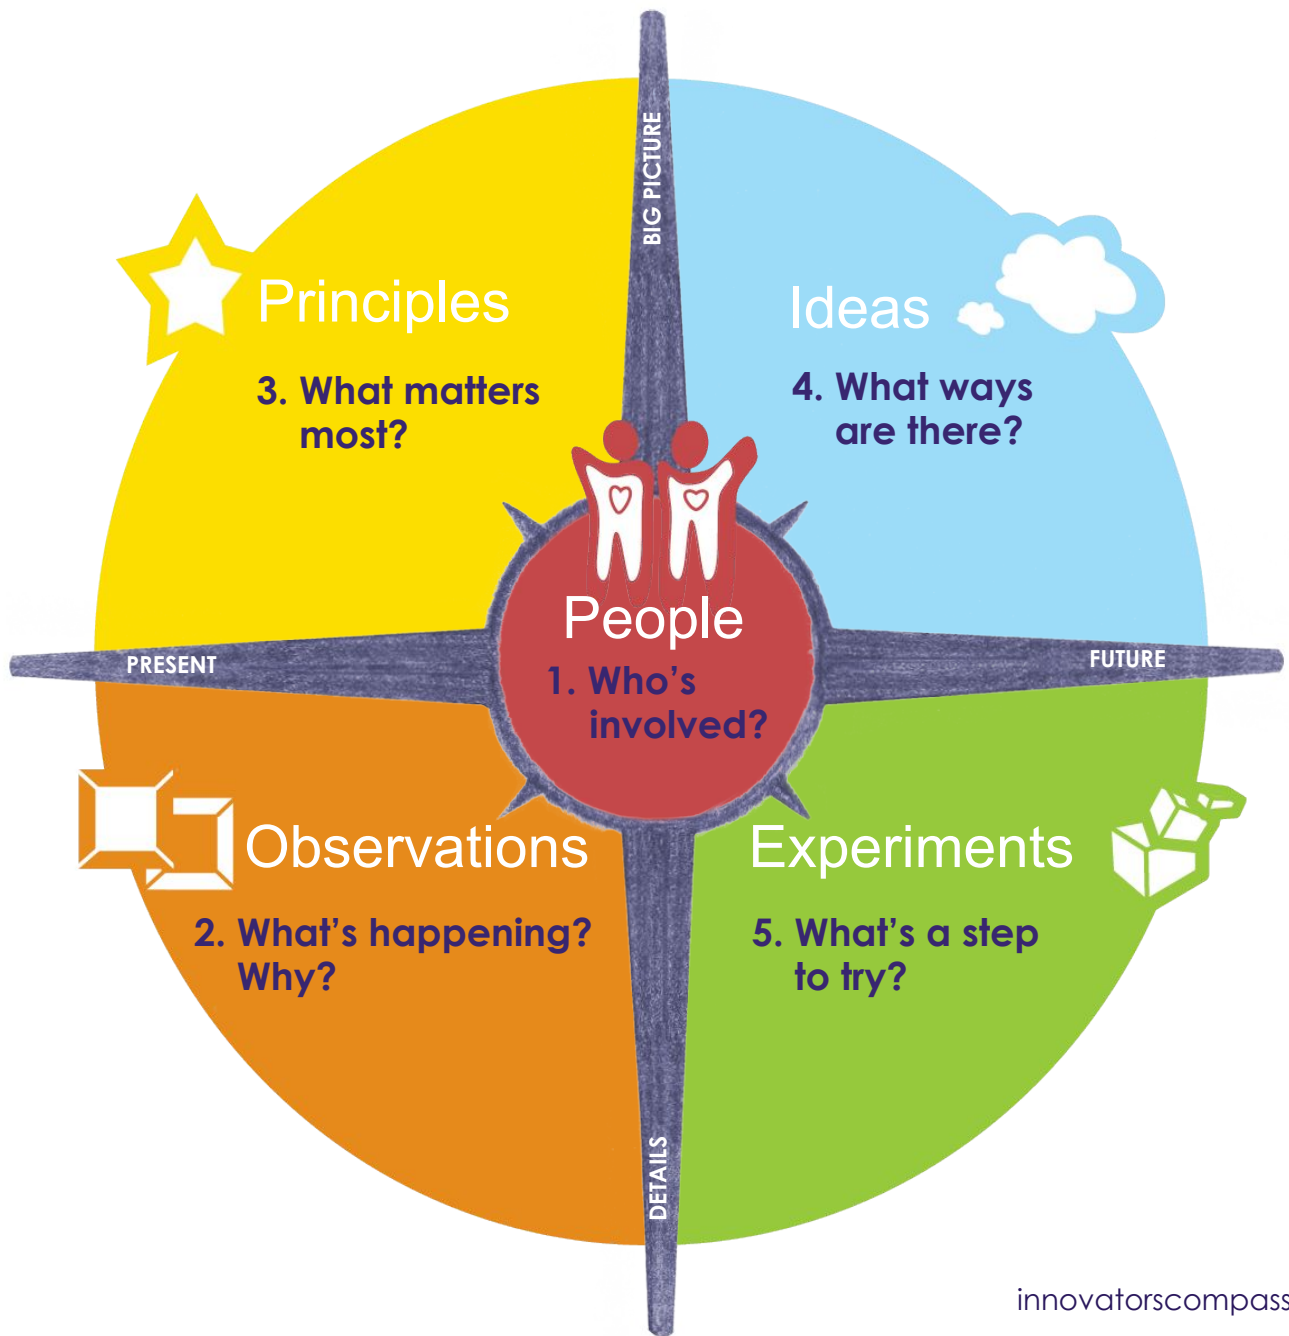 BIG PICTURE
Principles
3. What matters
most?
Ideas
4. What ways
are there?
People
1. Who's
involved?
PRESENT
FUTURE
Observations
2. What's happening?
Why?
Experiments
5. What's a step
to try?
DETAILS
innovatorscompass